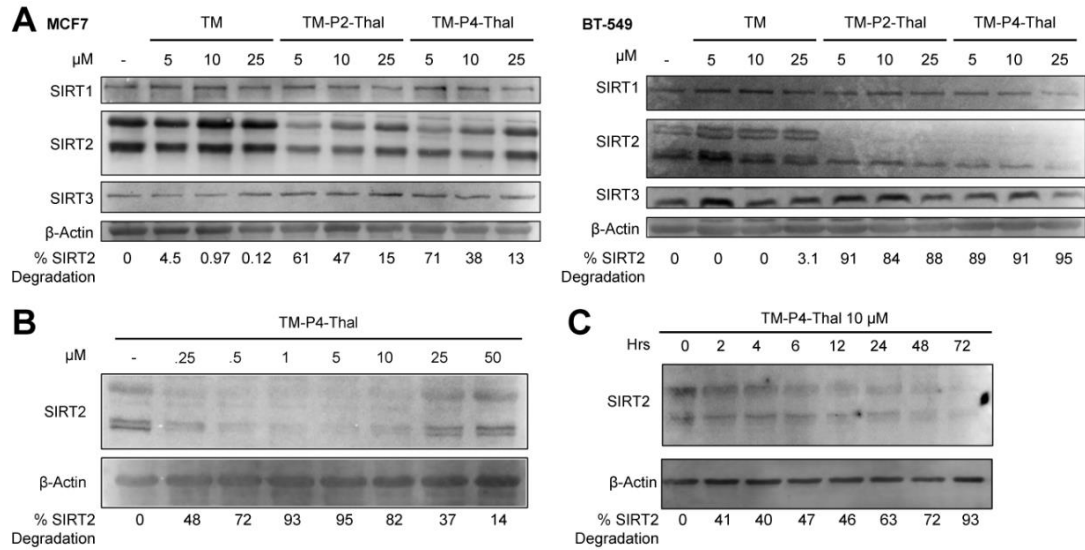 A MCF7 TM TM-P2-Thal TM-P4-Thal
µM - 5 10 25 5 10 25 5 10 25
SIRT1
SIRT2
SIRT3
β-Actin
% SIRT2 0 4.5 0.97 0.12 61 47 15 71 38 13
Degradation
BT-549 TM TM-P2-Thal TM-P4-Thal
µM - 5 10 25 5 10 25 5 10 25
SIRT1
SIRT2
SIRT3
β-Actin
% SIRT2 0 0 0 3.1 91 84 88 89 91 95
Degradation
B TM-P4-Thal
µM - .25 .5 1 5 10 25 50
SIRT2
β-Actin
% SIRT2 0 48 72 93 95 82 37 14
Degradation
C TM-P4-Thal 10 µM
Hrs 0 2 4 6 12 24 48 72
SIRT2
β-Actin
% SIRT2 0 41 40 47 46 63 72 93
Degradation